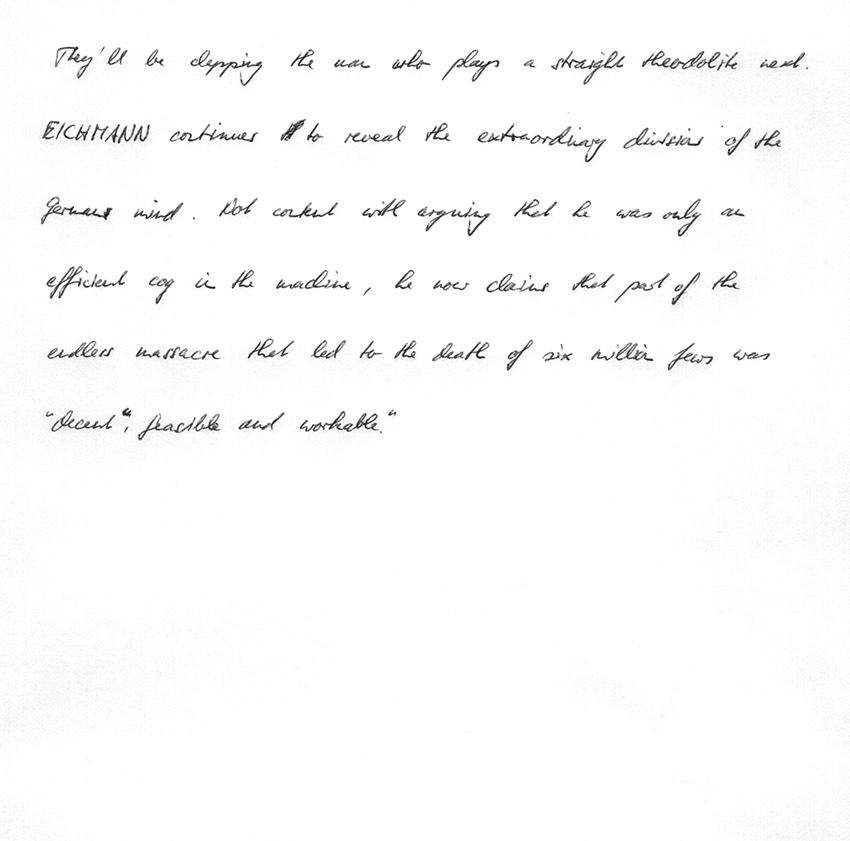 They'll be clapping the man who plays a straight theodolite next.
EICHMANN continues to reveal the extraordinary divisions of the
German mind. Not content with arguing that he was only an
efficient cog in the machine, he now claims that part of the
endless massacre that led to the death of six million Jews was
"decent", feasible and workable."